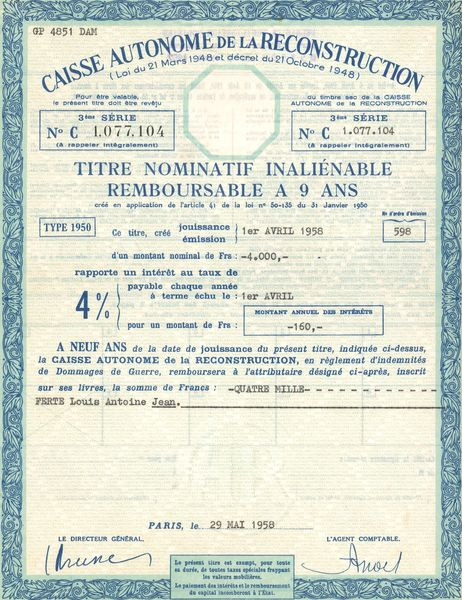 GP 4851 DAM
CAISSE AUTONOME DE LA RECONSTRUCTION
(Loi du 21 Mars 1948 et décret du 21 Octobre 1948)
Pour être valable,
le présent titre doit être revêtu
du timbre sec de la CAISSE
AUTONOME DE LA RECONSTRUCTION
3ème SÉRIE
N° C 1.077.104
(à rappeler intégralement)
3ème SÉRIE
N° C 1.077.104
(à rappeler intégralement)
TITRE NOMINATIF INALIÉNABLE
REMBOURSABLE A 9 ANS
créé en application de l'article 41 de la loi n° 50-135 du 31 Janvier 1950
TYPE 1950
Ce titre, créé jouissance émission 1er AVRIL 1958
N° d'ordre d'émission
598
d'un montant nominal de Frs : -4.000,-
rapporte un intérêt au taux de
4%
payable chaque année
à terme échu le : 1er AVRIL
MONTANT ANNUEL DES INTÉRÊTS
pour un montant de Frs : -160,-
A NEUF ANS de la date de jouissance du présent titre, indiquée ci-dessus,
la CAISSE AUTONOME DE LA RECONSTRUCTION, en règlement d'indemnités
de Dommages de Guerre, remboursera à l'attributaire désigné ci-après, inscrit
sur ses livres, la somme de Francs : -QUATRE MILLE- - - - - - - - - - - -
FERTE Louis Antoine Jean.
PARIS, le 29 MAI 1958
LE DIRECTEUR GÉNÉRAL,
L'AGENT COMPTABLE.
Le présent titre est exempt, pour toute
sa durée, de toutes taxes spéciales frappant
les valeurs mobilières.
Le paiement des intérêts et le remboursement
du capital incomberont à l'État.